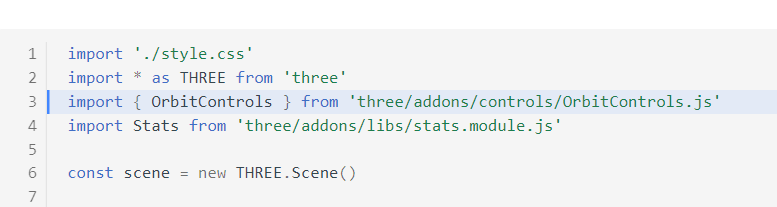 1 import './style.css'
2 import * as THREE from 'three'
3 import { OrbitControls } from 'three/addons/controls/OrbitControls.js'
4 import Stats from 'three/addons/libs/stats.module.js'
5
6 const scene = new THREE.Scene()
7